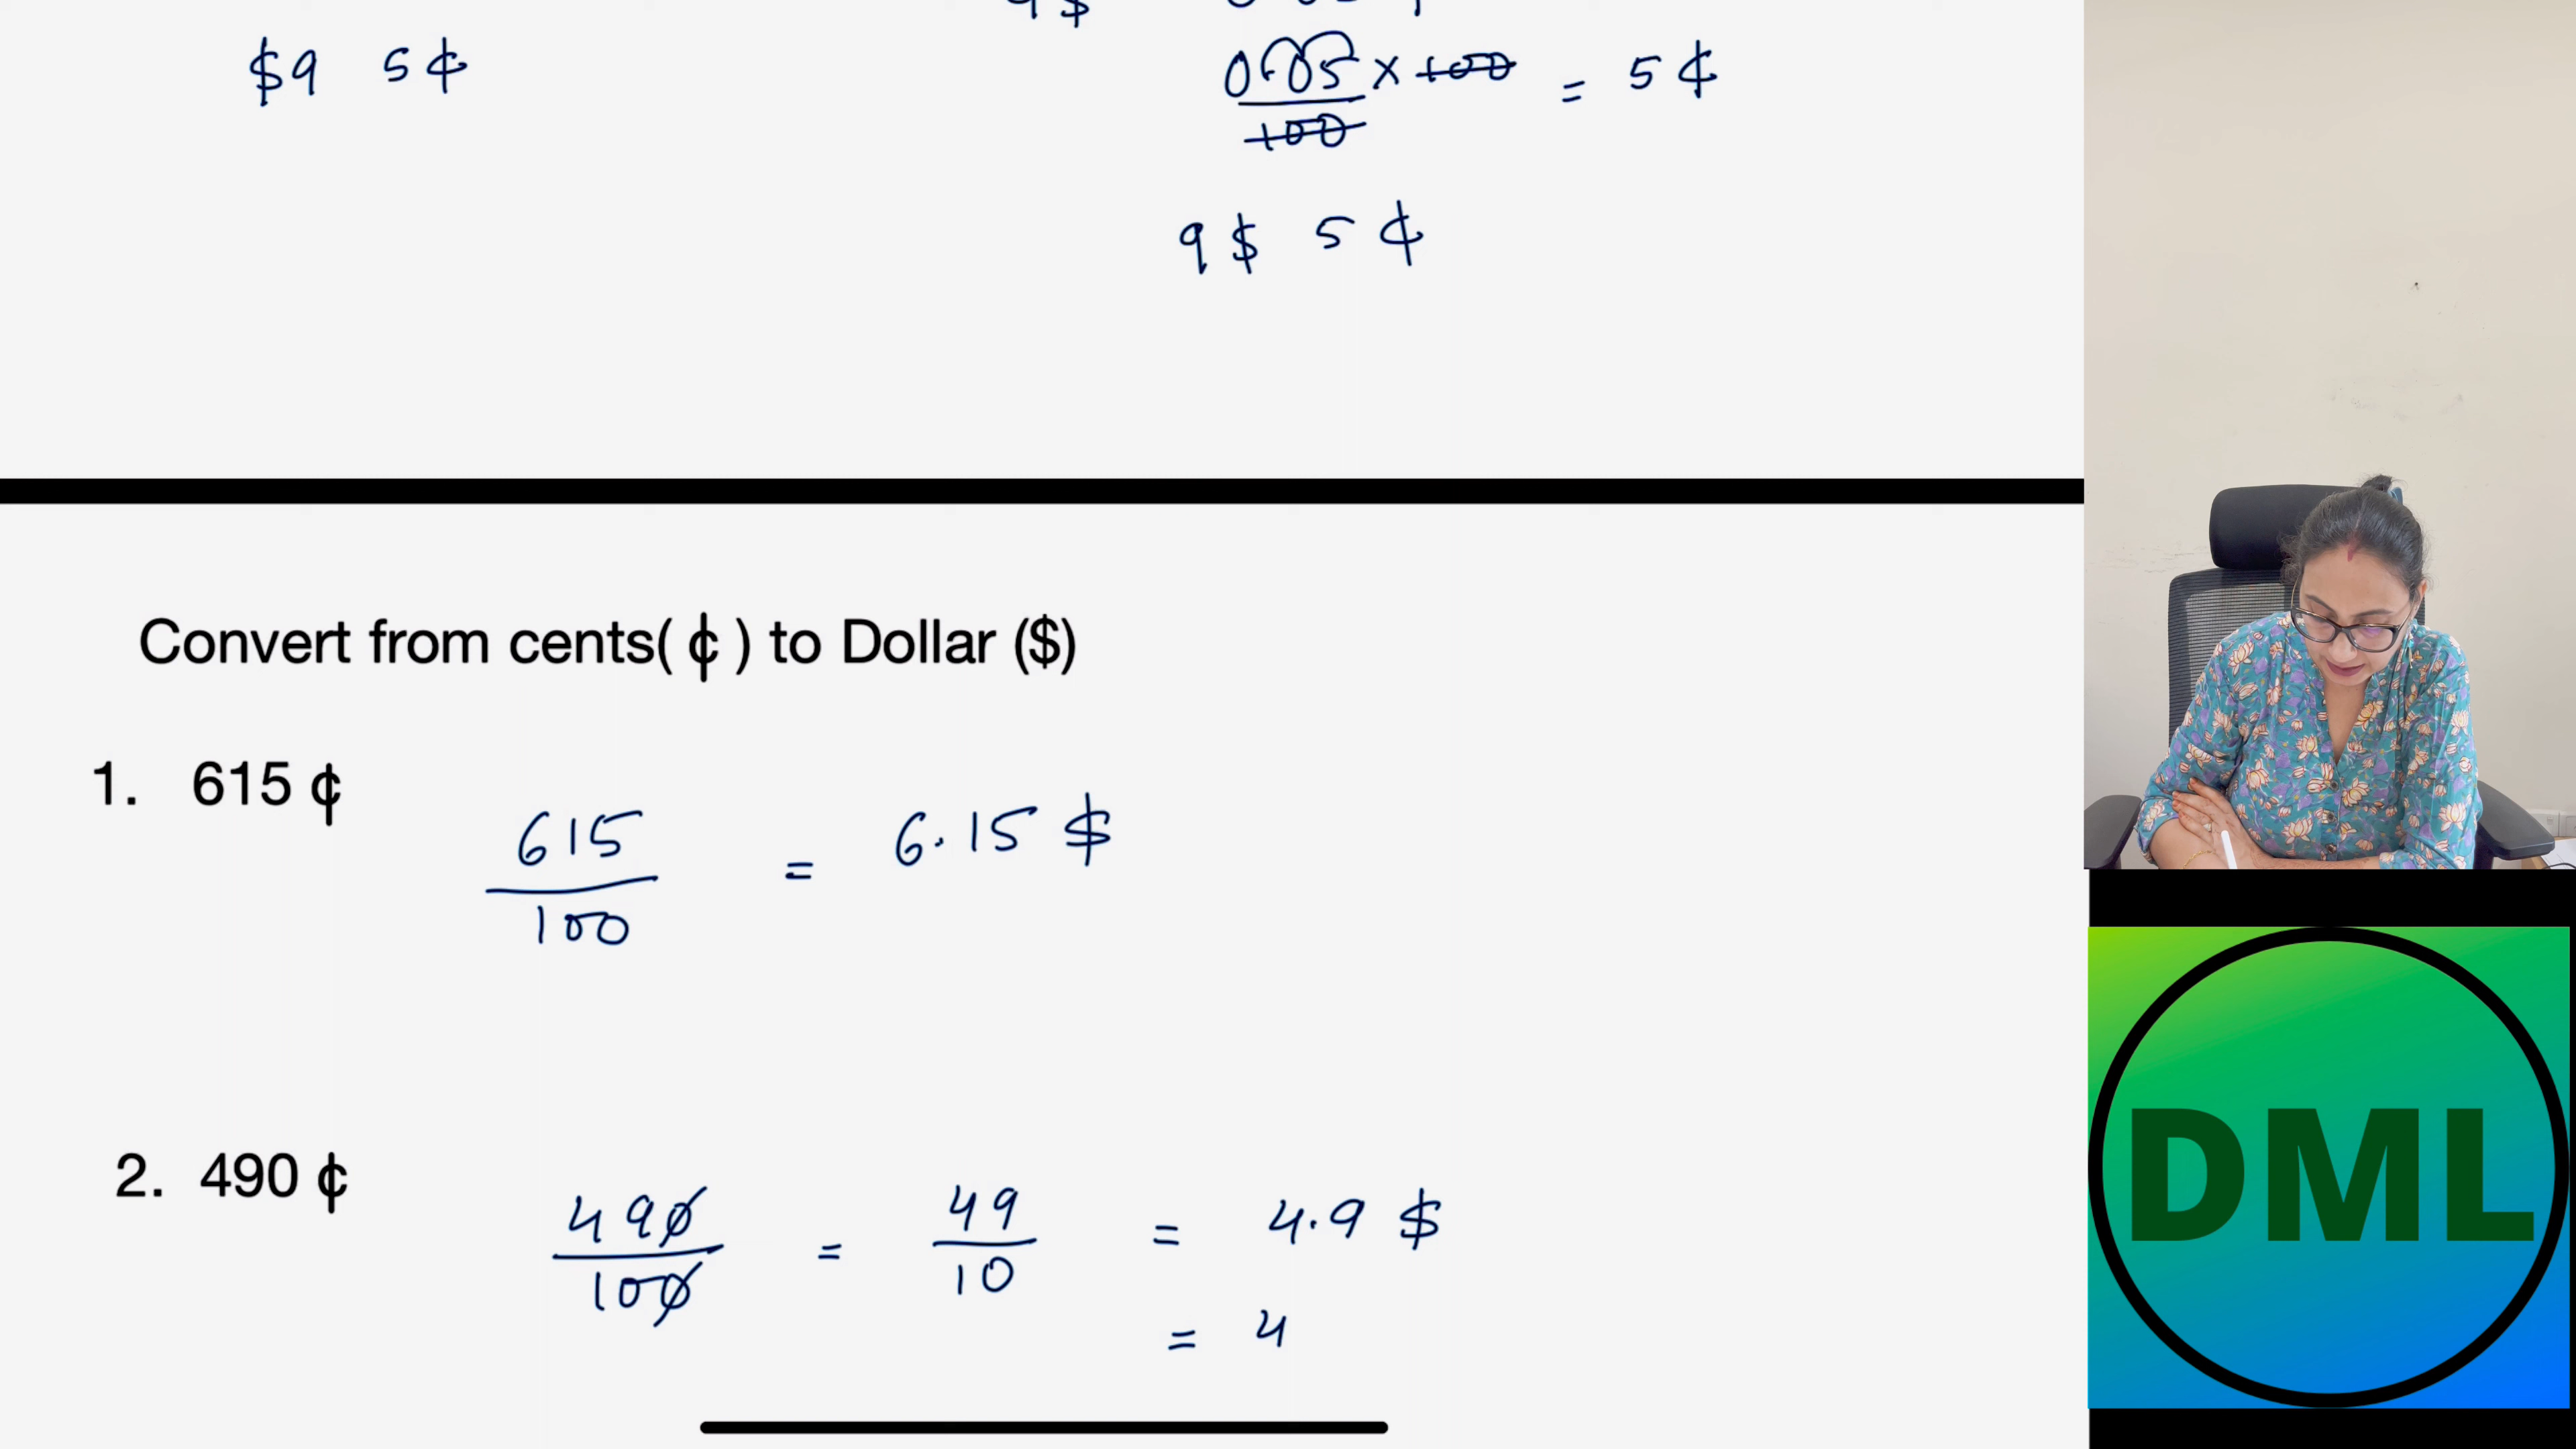 $9 5¢
0.05 × 100 = 5¢
100
9$ 5¢
Convert from cents( ¢ ) to Dollar ($)
1. 615 ¢
615 = 6.15 $
100
2. 490 ¢
490 = 49 = 4.9 $
100 10
= 4
DML